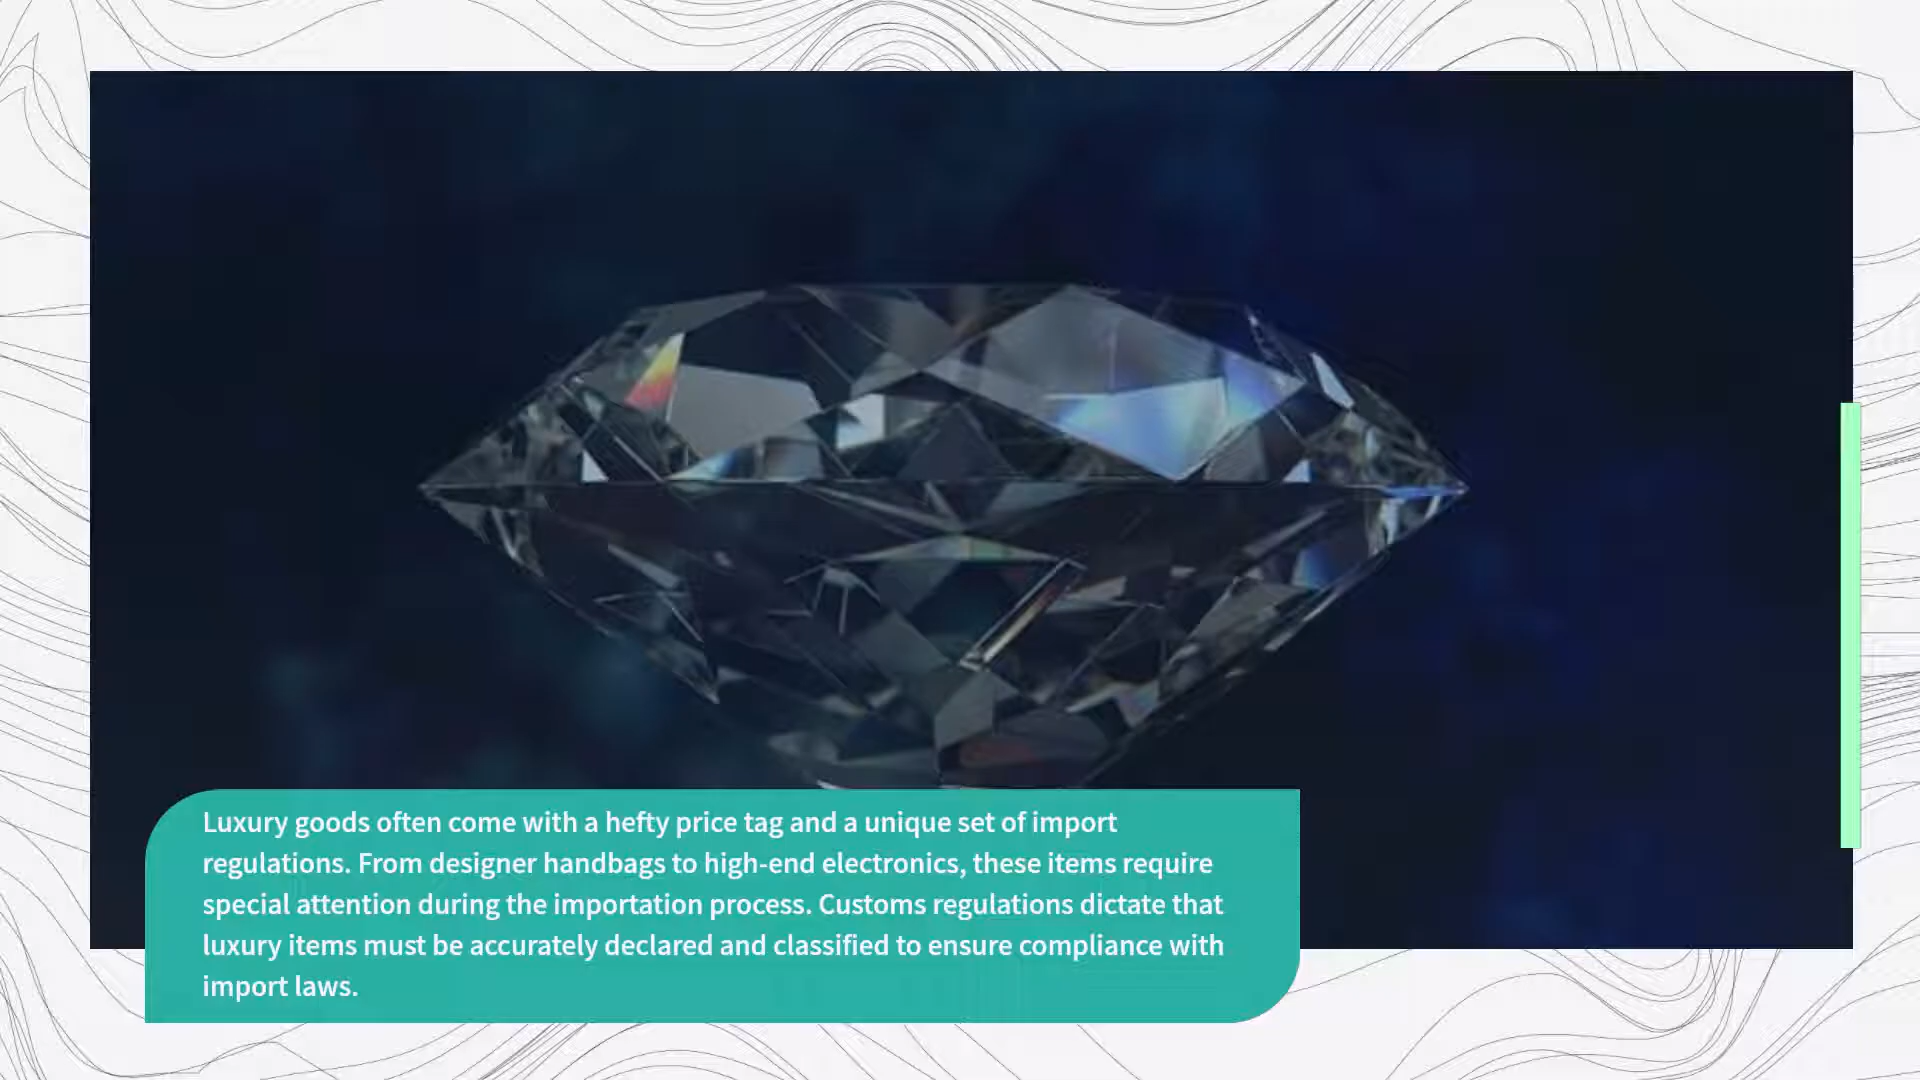 Luxury goods often come with a hefty price tag and a unique set of import
regulations. From designer handbags to high-end electronics, these items require
special attention during the importation process. Customs regulations dictate that
luxury items must be accurately declared and classified to ensure compliance with
import laws.